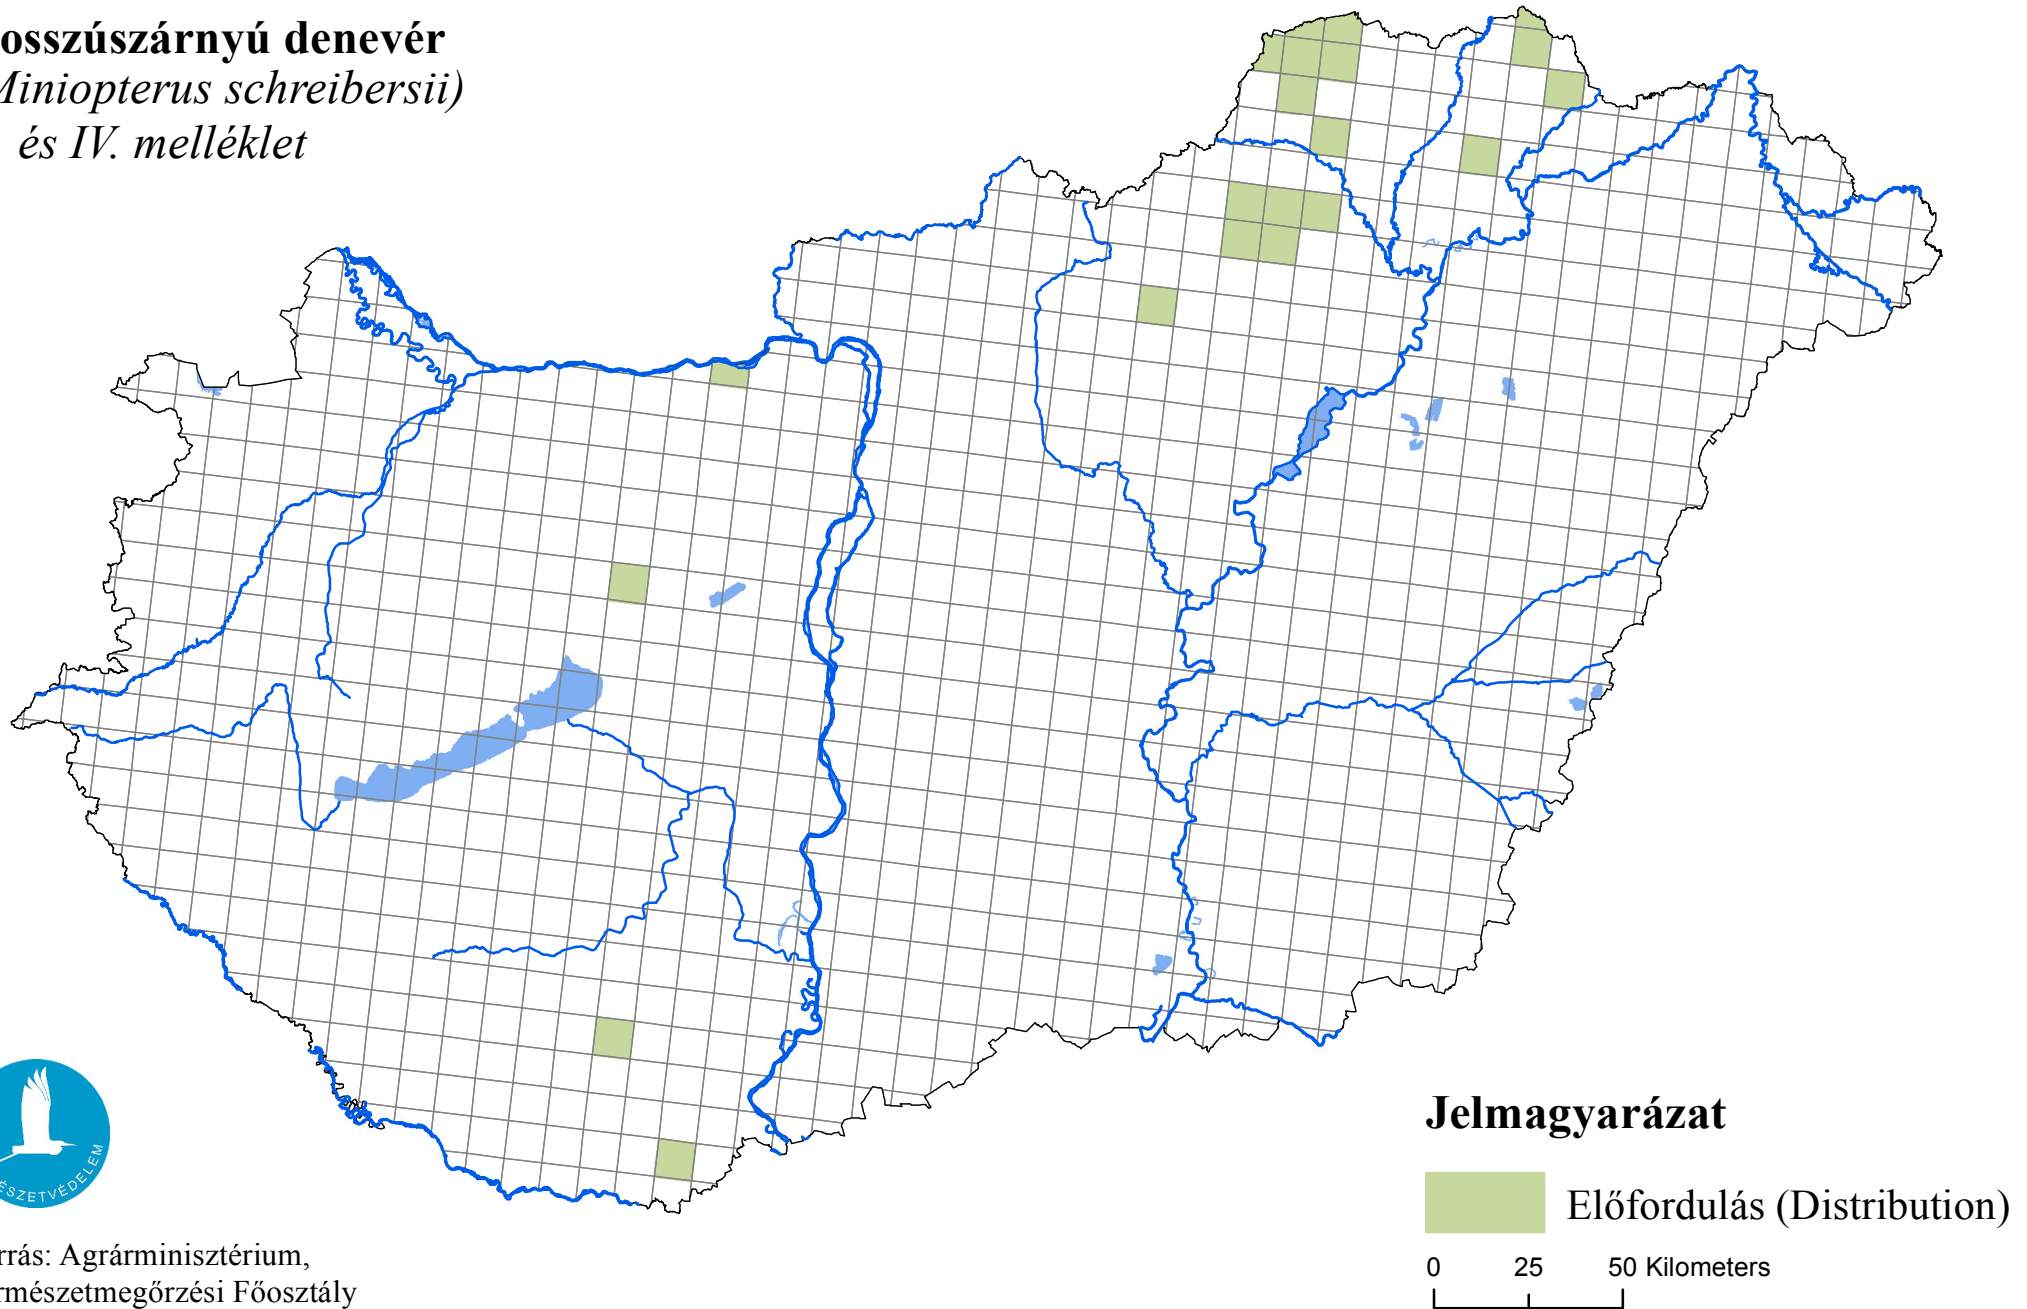 osszúszárnyú denevér
Miniopterus schreibersii)
és IV. melléklet
ÉSZETVÉDELEM
rrás: Agrárminisztérium,
rmészetmegőrzési Főosztály
Jelmagyarázat
Előfordulás (Distribution)
0 25 50 Kilometers